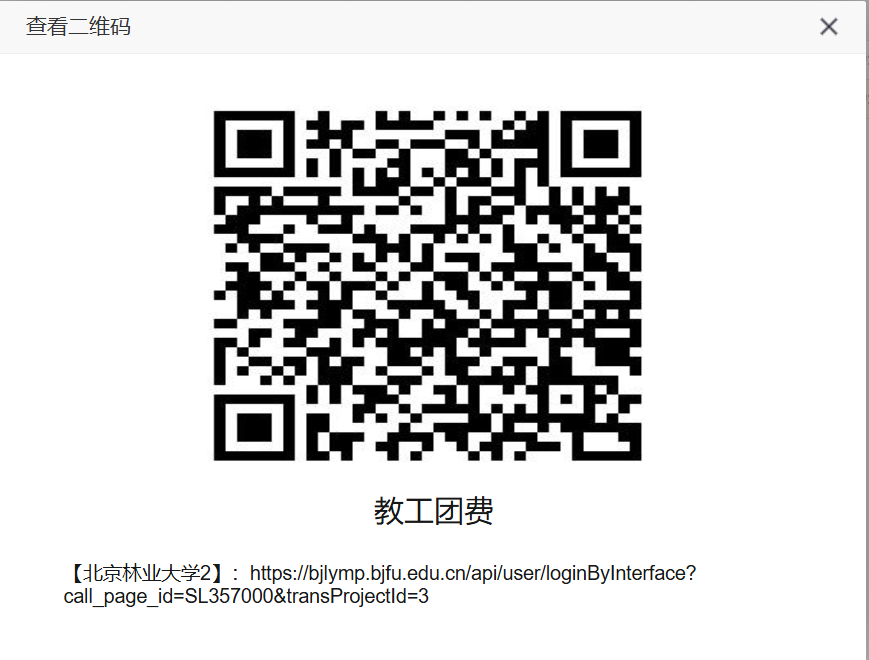 查看二维码
教工团费
【北京林业大学2】：https://bjlymp.bjfu.edu.cn/api/user/loginByInterface?
call_page_id=SL357000&transProjectId=3